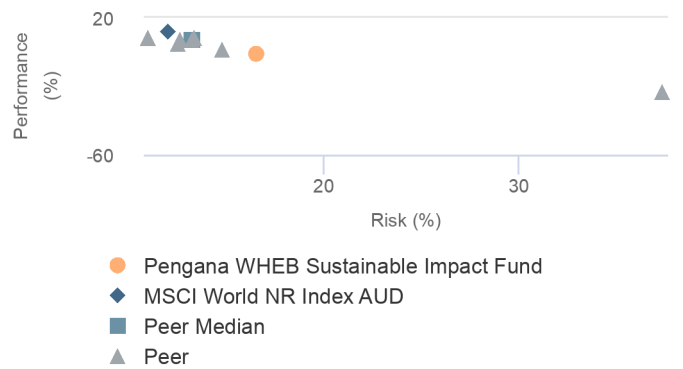 20
Performance
(%)
-60
20
30
Risk (%)
Pengana WHEB Sustainable Impact Fund
MSCI World NR Index AUD
Peer Median
Peer